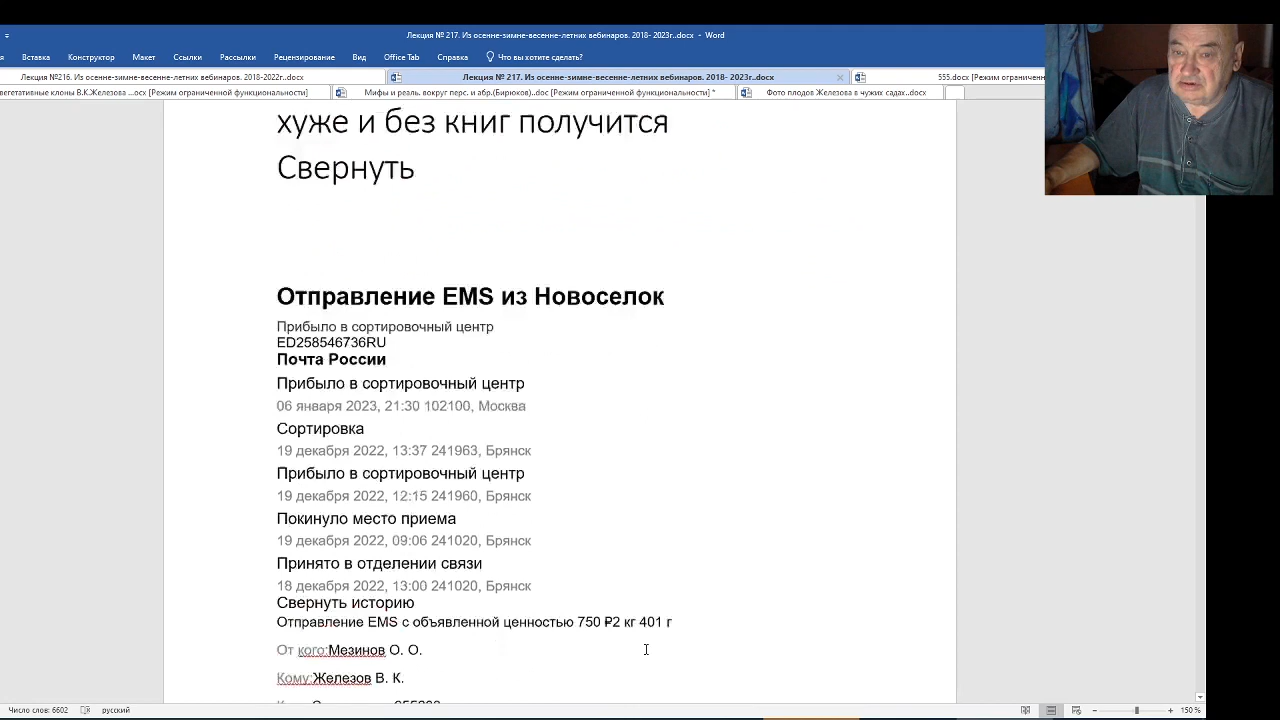 Лекция № 217. Из осенне-зимне-весенне-летних вебинаров. 2018- 2023г..docx - Word
Вставка Конструктор Макет Ссылки Рассылки Рецензирование Вид Office Tab Справка Что вы хотите сделать?
Лекция №216. Из осенне-зимне-весенне-летних вебинаров. 2018-2022г..docx Лекция № 217. Из осенне-зимне-весенне-летних вебинаров. 2018- 2023г..docx 555.docx [Режим ограниченн
вегетативные клоны В.К.Железова ...ocx [Режим ограниченной функциональности] Мифы и реаль. вокруг перс. и абр.(Бирюков)..doc [Режим ограниченной функциональности] * Фото плодов Железова в чужих садах..docx
хуже и без книг получится
Свернуть
Отправление EMS из Новоселок
Прибыло в сортировочный центр
ED258546736RU
Почта России
Прибыло в сортировочный центр
06 января 2023, 21:30 102100, Москва
Сортировка
19 декабря 2022, 13:37 241963, Брянск
Прибыло в сортировочный центр
19 декабря 2022, 12:15 241960, Брянск
Покинуло место приема
19 декабря 2022, 09:06 241020, Брянск
Принято в отделении связи
18 декабря 2022, 13:00 241020, Брянск
Свернуть историю
Отправление EMS с объявленной ценностью 750 ₽2 кг 401 г
От кого:Мезинов О. О.
Кому:Железов В. К.
Число слов: 6602 русский 150 %